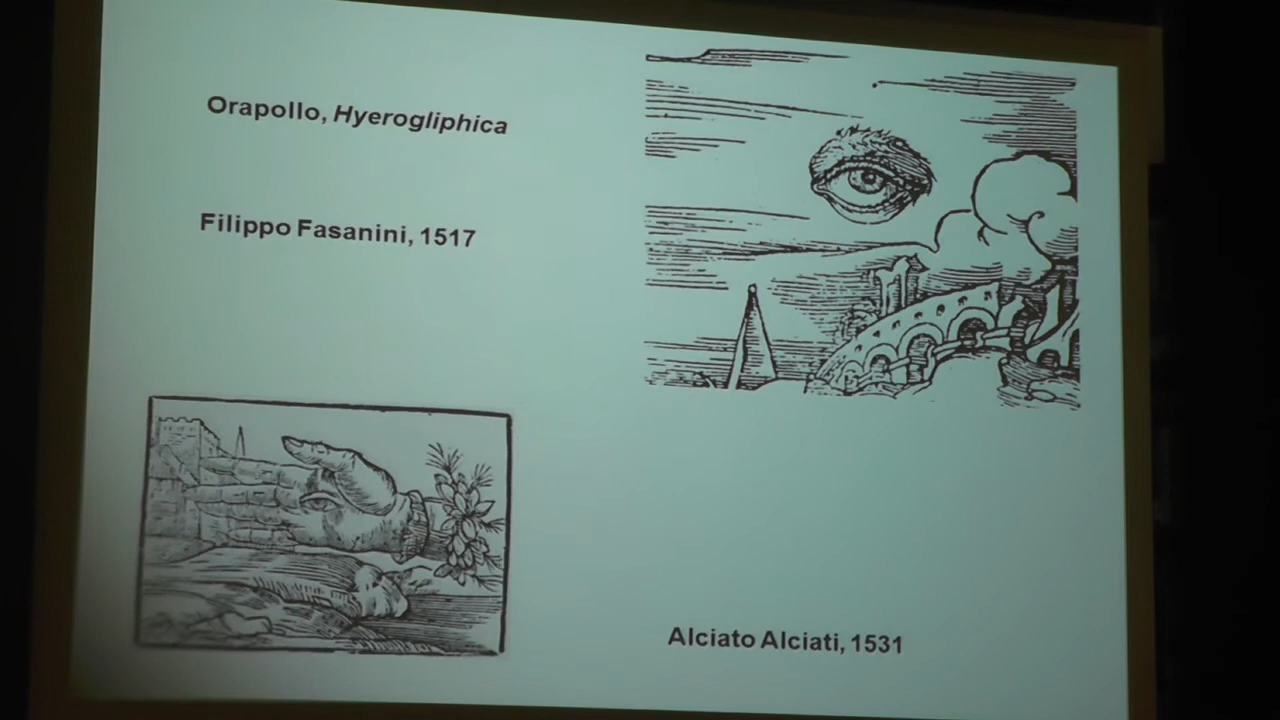 Orapollo, Hyerogliphica
Filippo Fasanini, 1517
Alciato Alciati, 1531